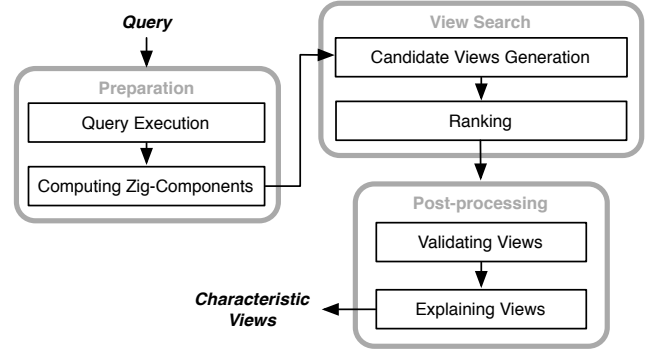 Query
Preparation
Query Execution
Computing Zig-Components
View Search
Candidate Views Generation
Ranking
Post-processing
Validating Views
Explaining Views
Characteristic
Views